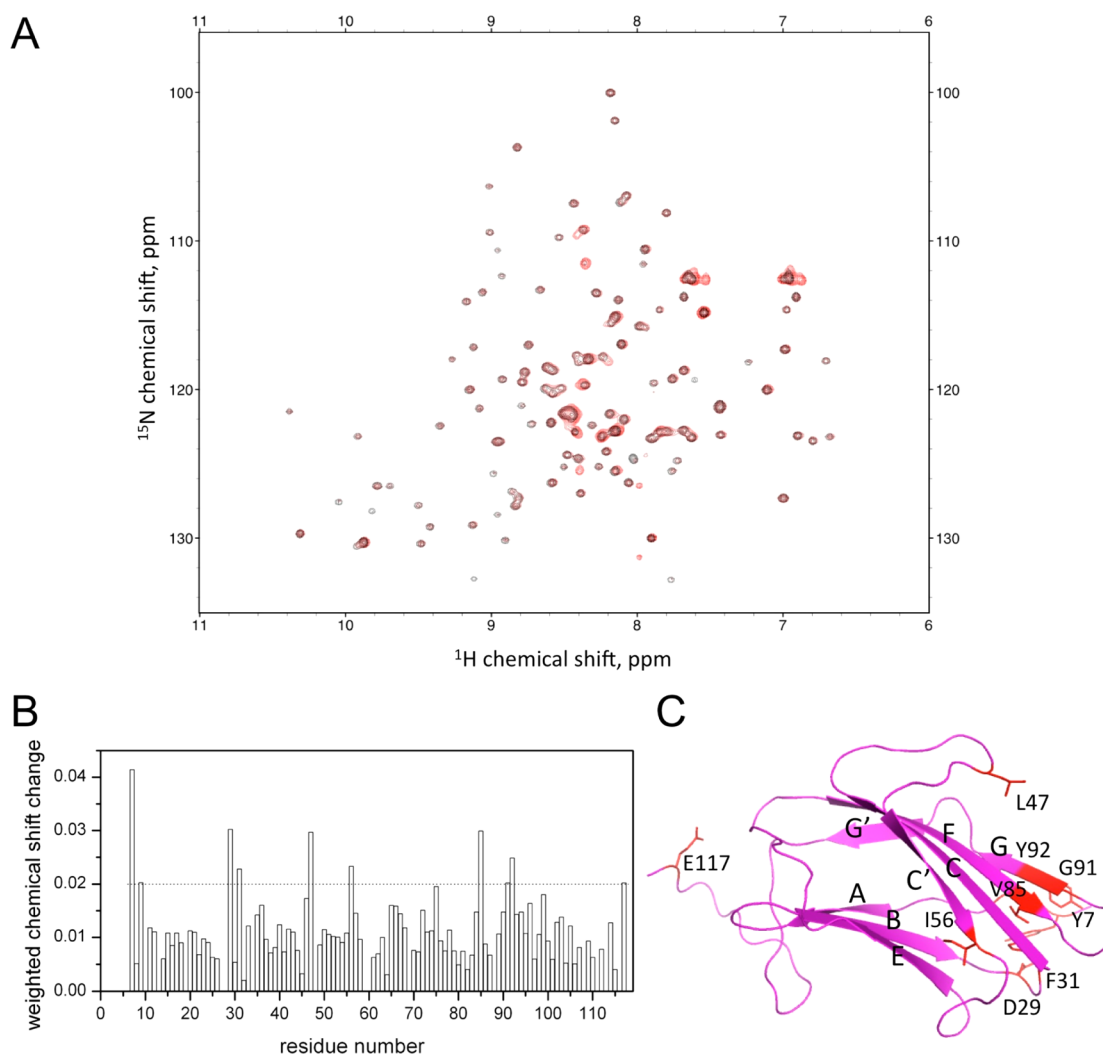 A
11 10 9 8 7 6
100 100
110 110
120 120
130 130
15N chemical shift, ppm
11 10 9 8 7 6
1H chemical shift, ppm
B
weighted chemical shift change
0.04
0.03
0.02
0.01
0.00
0 10 20 30 40 50 60 70 80 90 100 110
residue number
C
L47
G’ F
E117 G Y92
C G91
C’ V85
A
B I56 Y7
E
F31
D29